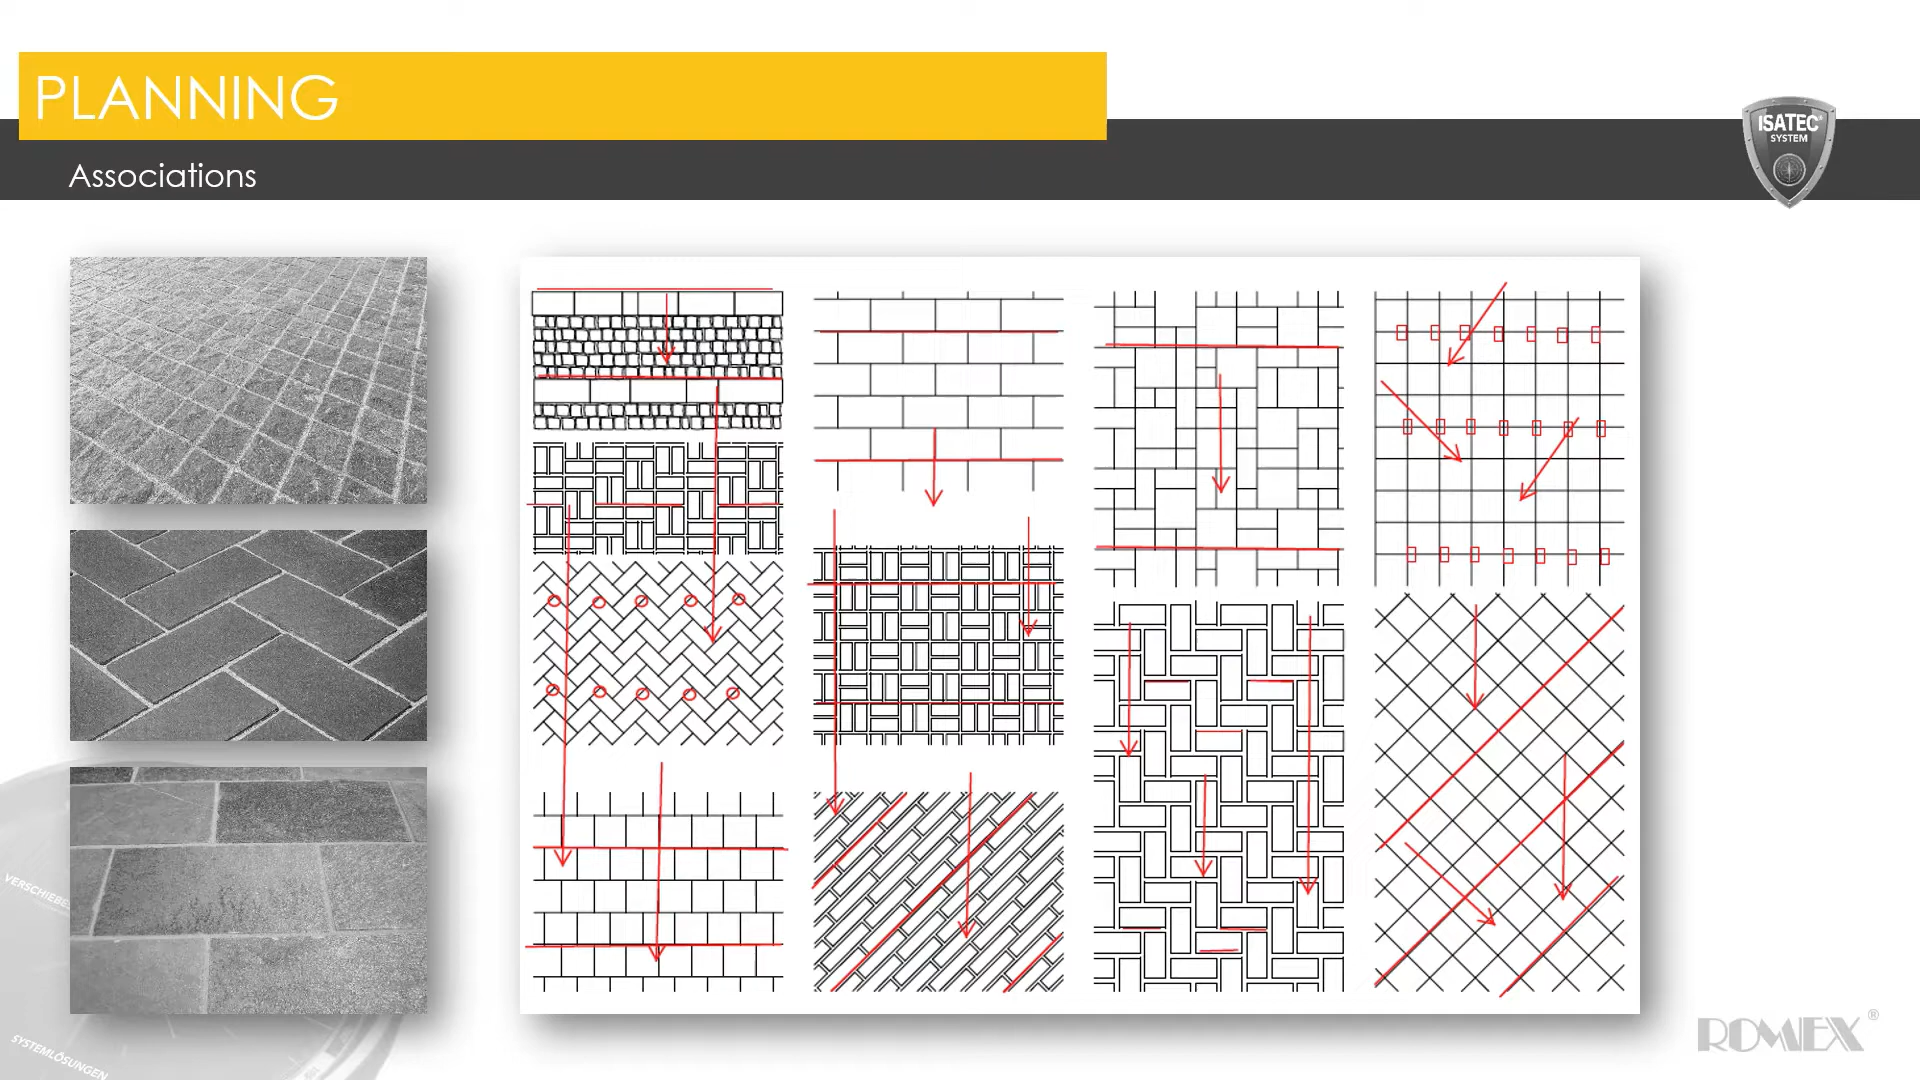 PLANNING
Associations
ISATEC®
SYSTEM
VERSCHIEBE
SYSTEMLÖSUNGEN
ROMEX®